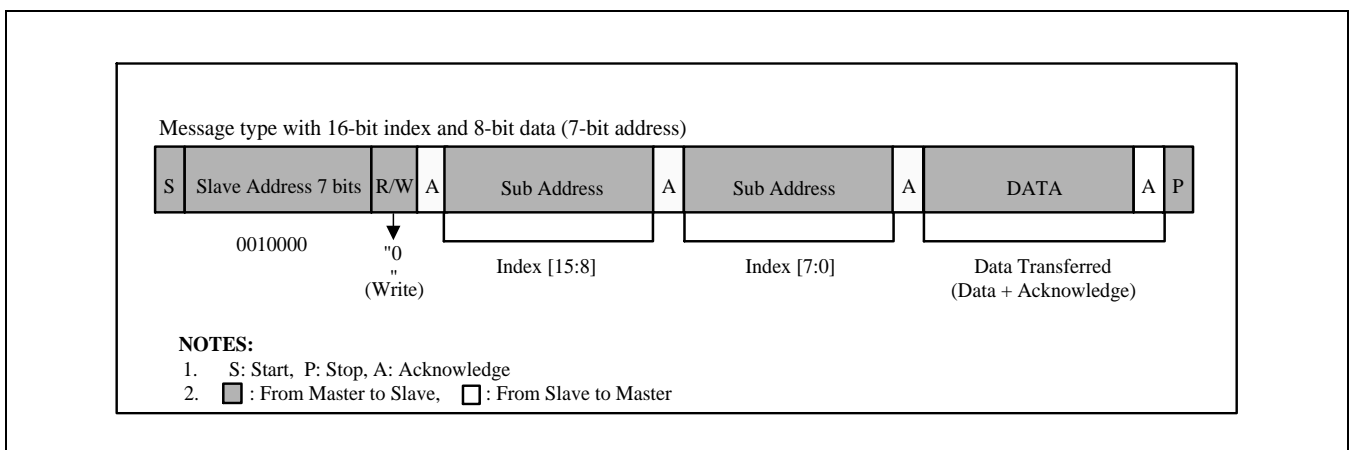 Message type with 16-bit index and 8-bit data (7-bit address)
S Slave Address 7 bits R/W A Sub Address A Sub Address A DATA A P
0010000
"0
"
(Write)
Index [15:8]
Index [7:0]
Data Transferred
(Data + Acknowledge)
NOTES:
1. S: Start, P: Stop, A: Acknowledge
2. : From Master to Slave, : From Slave to Master